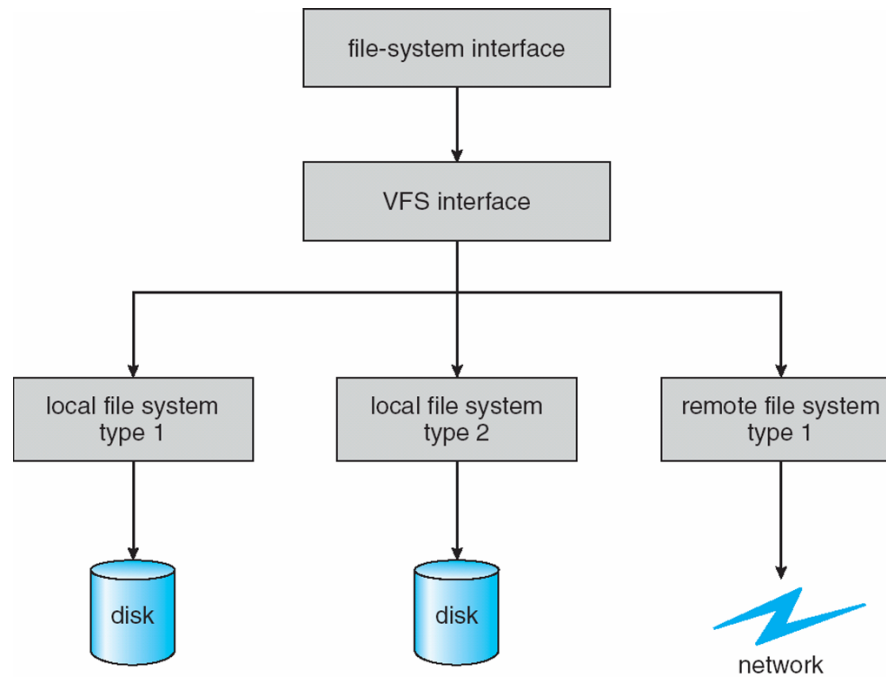 file-system interface
VFS interface
local file system
type 1
local file system
type 2
remote file system
type 1
disk
disk
network